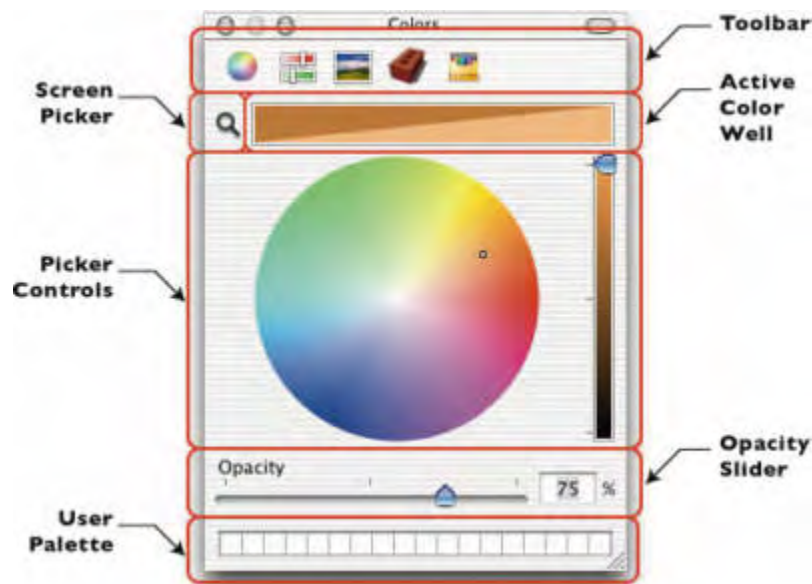 Colors
Toolbar
Screen
Picker
Active
Color
Well
Picker
Controls
Opacity
75 %
Opacity
Slider
User
Palette